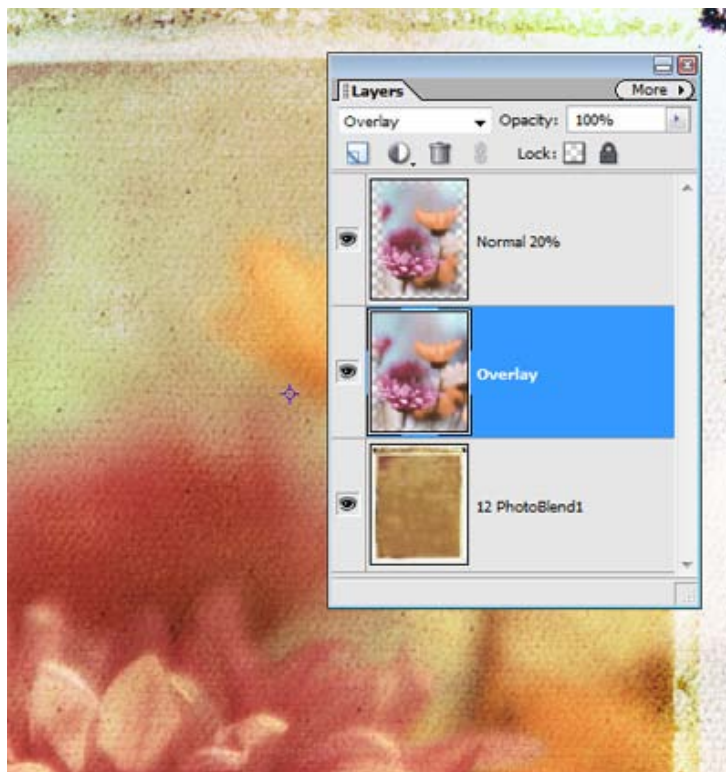 Layers
More
Overlay
Opacity: 100%
Lock:
Normal 20%
Overlay
12 PhotoBlend1